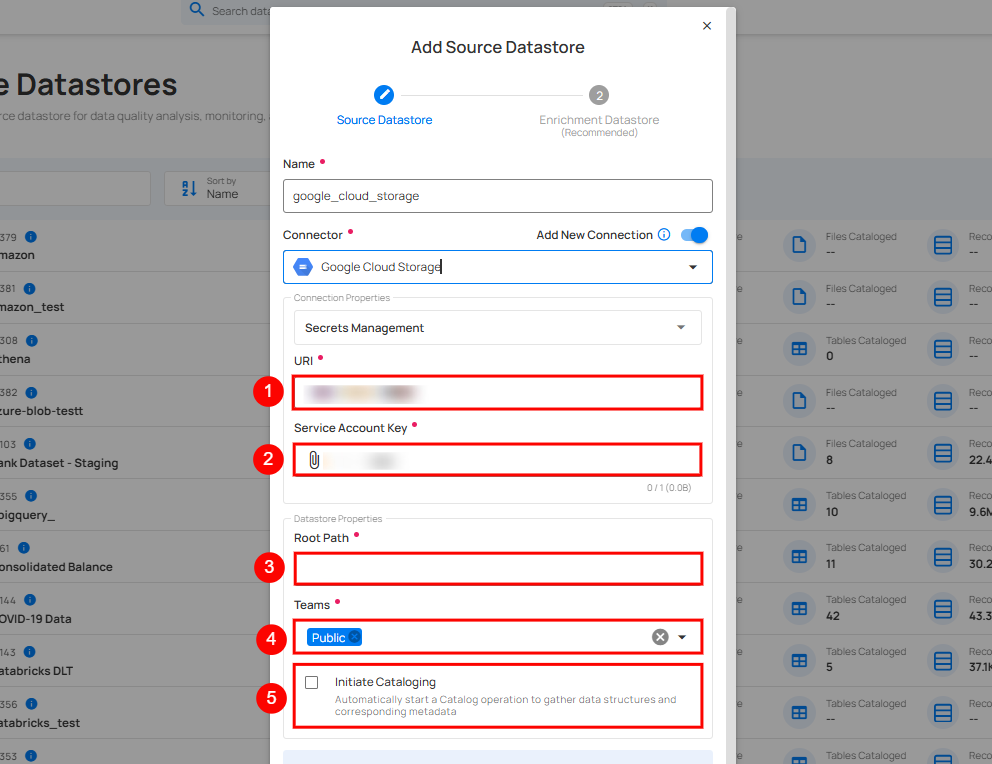 Search data
Add Source Datastore
e Datastores
rce datastore for data quality analysis, monitoring,
2
Source Datastore
Enrichment Datastore
(Recommended)
Sort by
Name
Name
google_cloud_storage
Connector
Add New Connection
Google Cloud Storage
Connection Properties
Secrets Management
URI
1
Service Account Key
2
0 / 1 (0.0B)
Datastore Properties
Root Path
3
Teams
4
Public
5
Initiate Cataloging
Automatically start a Catalog operation to gather data structures and
corresponding metadata
379
mazon
381
mazon_test
308
thena
382
zure-blob-testt
103
ank Dataset - Staging
355
bigquery_
61
onsolidated Balance
144
OVID-19 Data
143
atabricks DLT
356
atabricks_test
353
Files Cataloged
--
Reco
--
Files Cataloged
--
Reco
--
Tables Cataloged
0
Reco
--
Files Cataloged
--
Reco
--
Files Cataloged
8
Reco
22.4
Tables Cataloged
10
Reco
9.6M
Tables Cataloged
11
Reco
30.2
Tables Cataloged
42
Reco
43.3
Tables Cataloged
5
Reco
37.1K
Tables Cataloged
--
Reco
--
Tables Cataloged
Reco